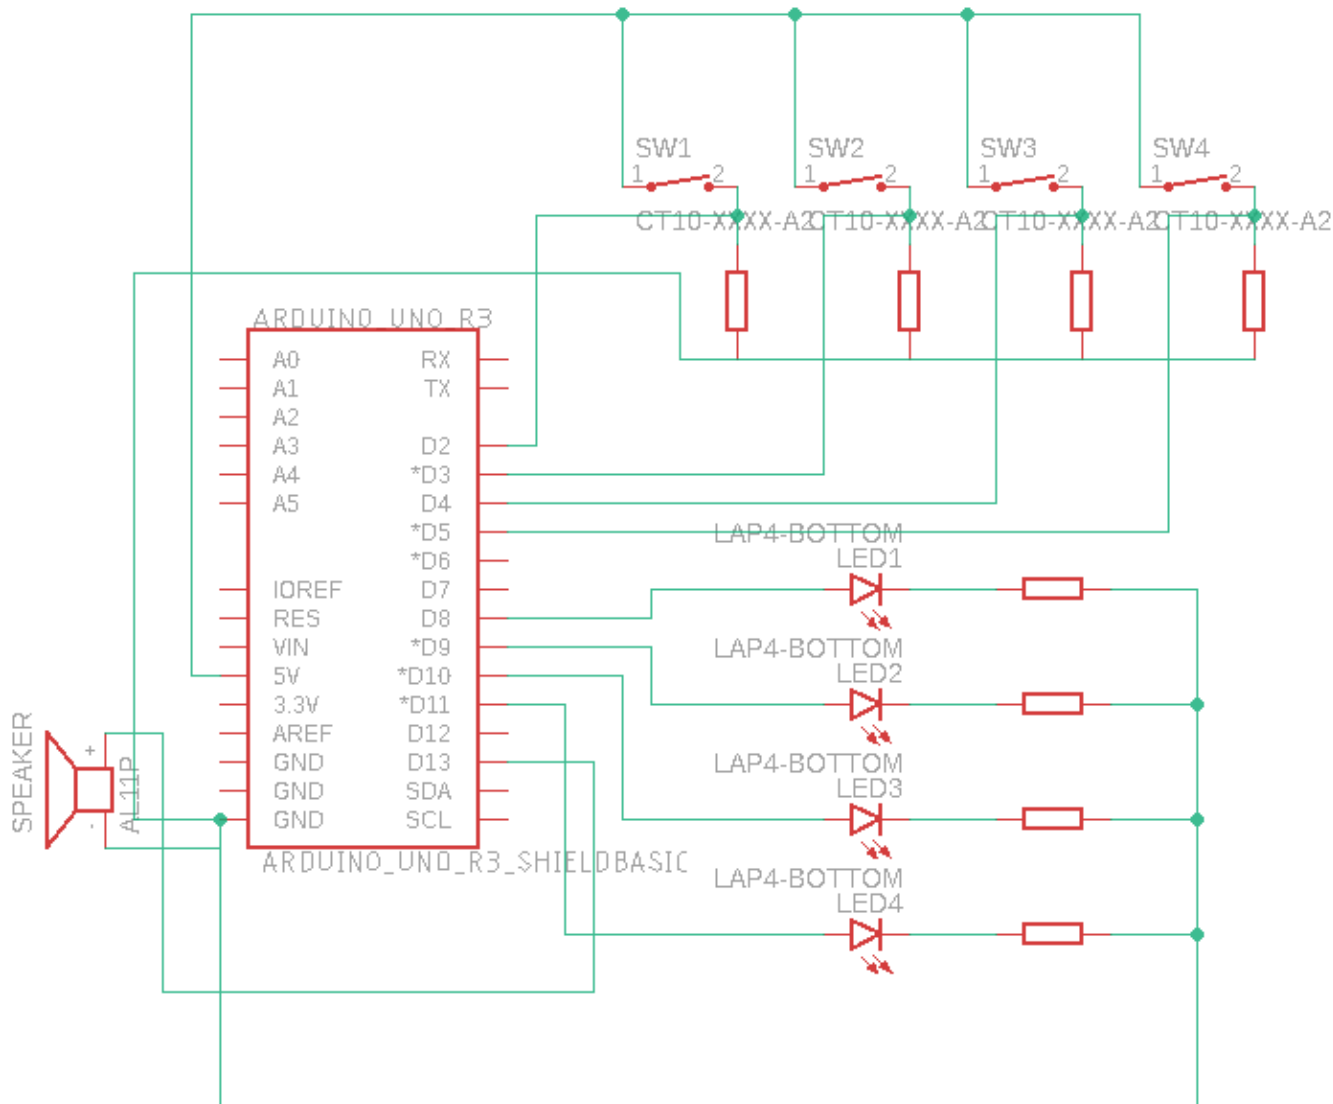 SW1
1 2
CT10-XXXX-A2
SW2
1 2
CT10-XXXX-A2
SW3
1 2
CT10-XXXX-A2
SW4
1 2
CT10-XXXX-A2
ARDUINO_UNO_R3
A0 RX
A1 TX
A2
A3 D2
A4 *D3
A5 D4
*D5
*D6
IOREF D7
RES D8
VIN *D9
5V *D10
3.3V *D11
AREF D12
GND D13
GND SDA
GND SCL
ARDUINO_UNO_R3_SHIELDBASIC
SPEAKER
+
-
AL11P
LAP4-BOTTOM
LED1
LAP4-BOTTOM
LED2
LAP4-BOTTOM
LED3
LAP4-BOTTOM
LED4